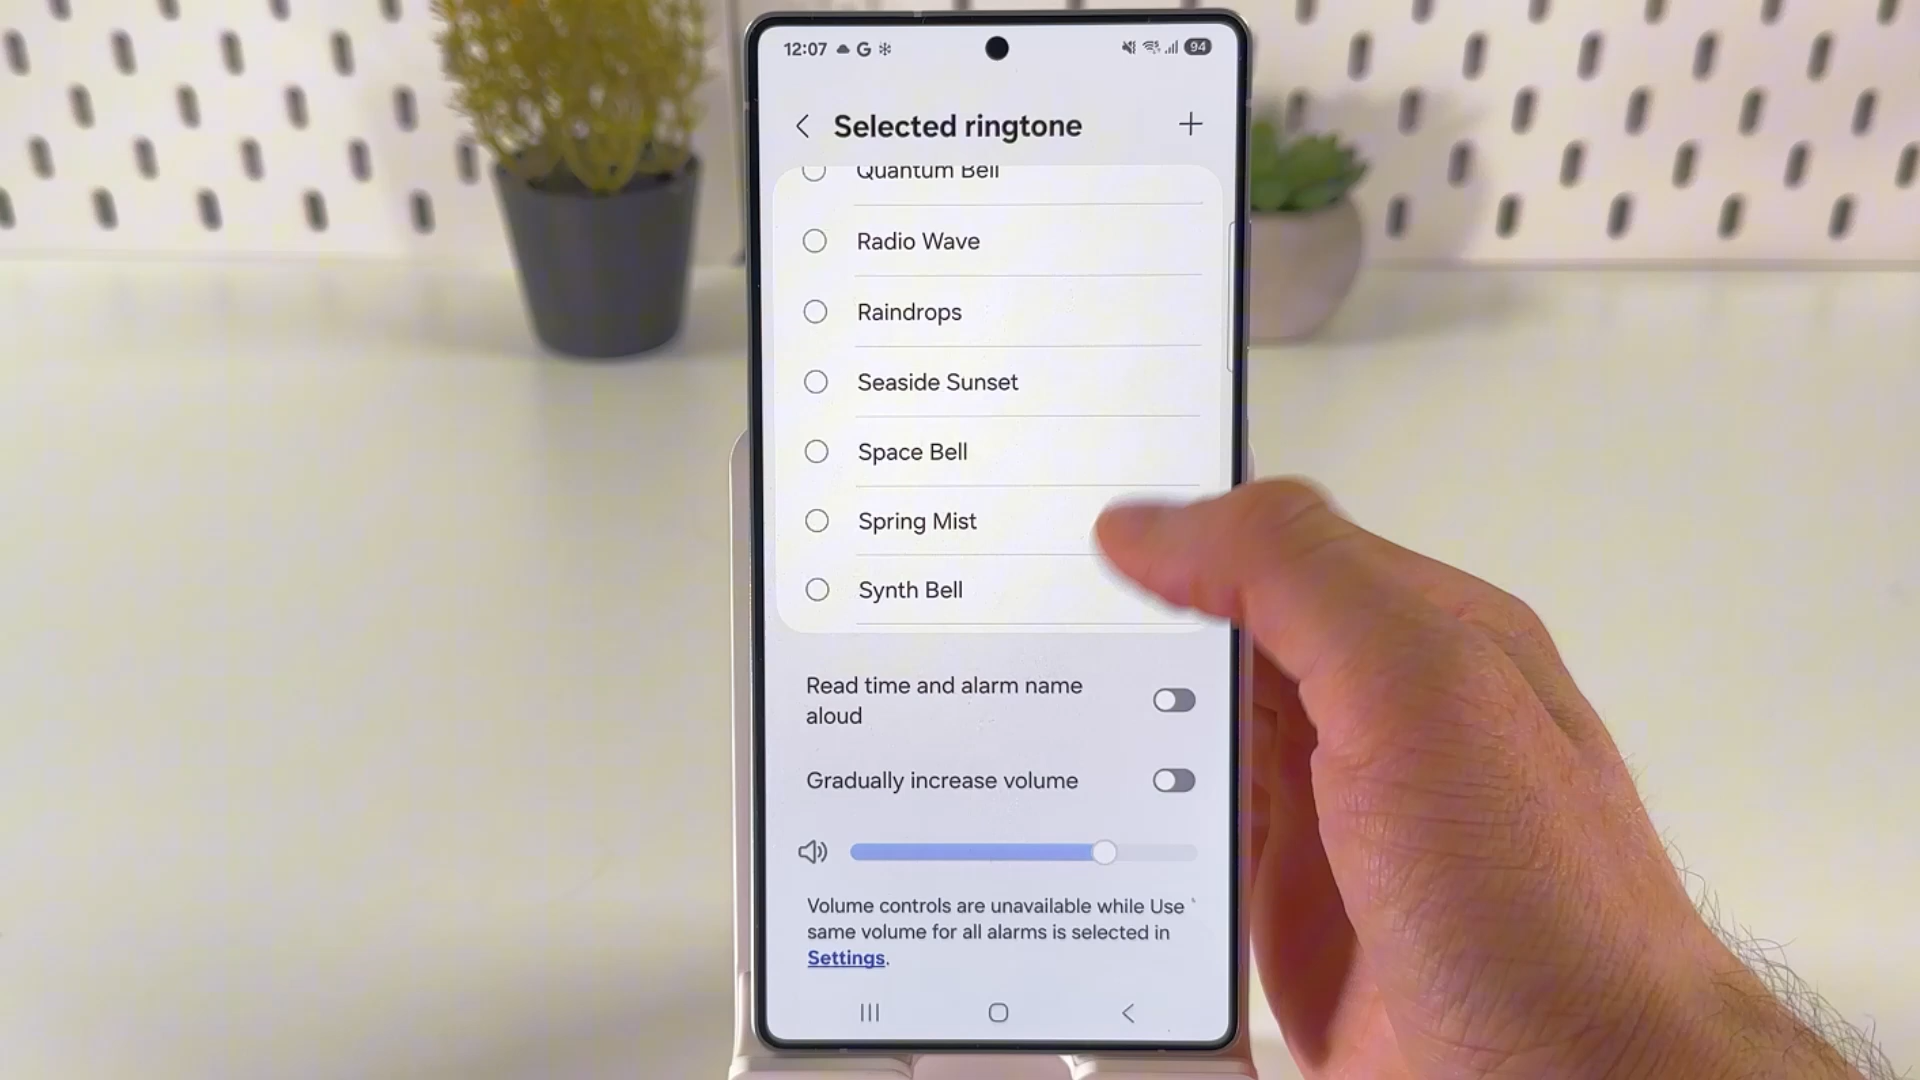 12:07 G 94
Selected ringtone
Quantum Bell
Radio Wave
Raindrops
Seaside Sunset
Space Bell
Spring Mist
Synth Bell
Read time and alarm name
aloud
Gradually increase volume
Volume controls are unavailable while Use
same volume for all alarms is selected in
Settings.